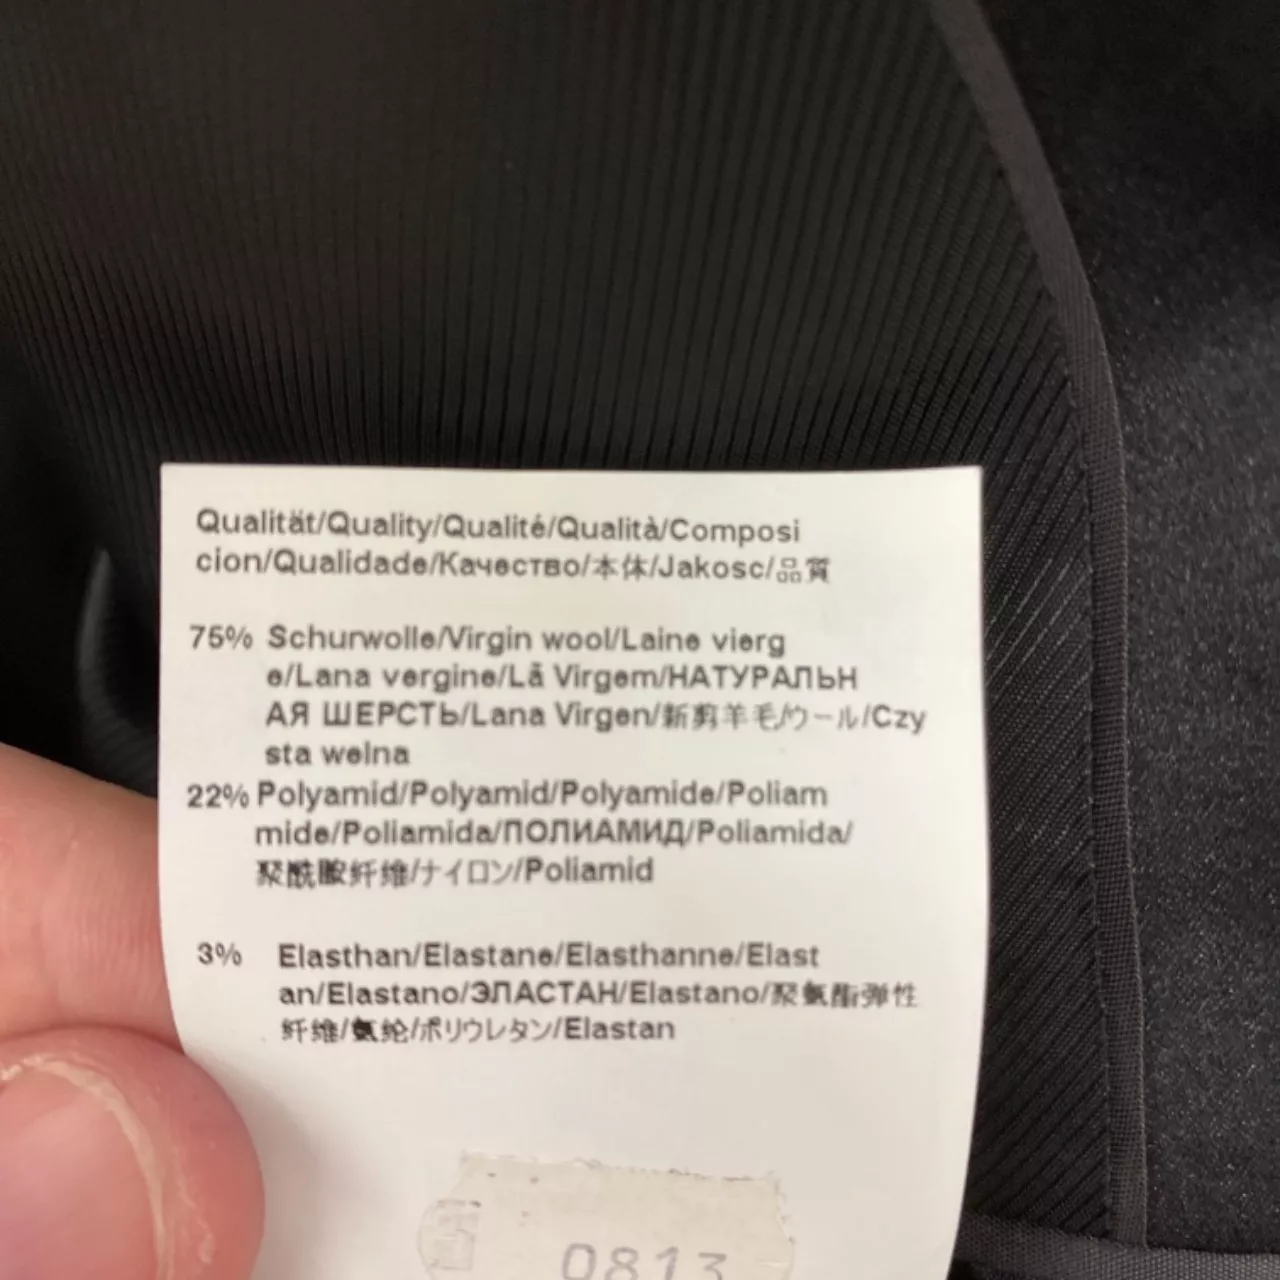 Qualität/Quality/Qualité/Qualità/Composi
cion/Qualidade/Качество/本体/Jakosc/品質
75% Schurwolle/Virgin wool/Laine vierg
e/Lana vergine/Lã Virgem/НАТУРАЛЬН
АЯ ШЕРСТЬ/Lana Virgen/新剪羊毛/ウール/Czy
sta welna
22% Polyamid/Polyamid/Polyamide/Poliam
mide/Poliamida/ПОЛИАМИД/Poliamida/
聚酰胺纤维/ナイロン/Poliamid
3% Elasthan/Elastane/Elasthanne/Elast
an/Elastano/ЭЛАСТАН/Elastano/聚氨酯弹性
纤维/氨纶/ポリウレタン/Elastan
0813